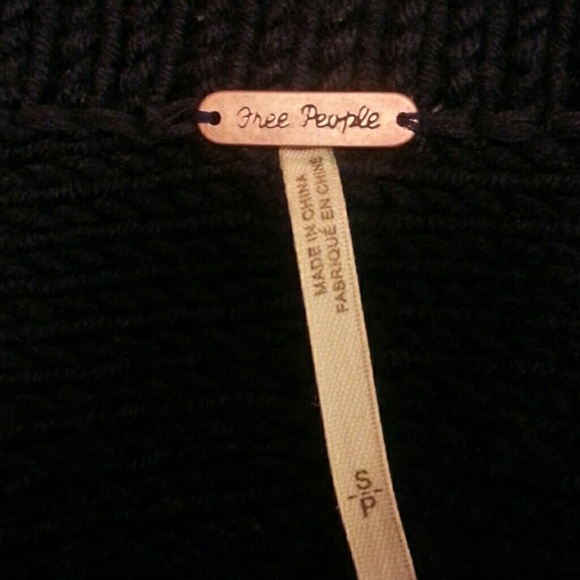 Free People
MADE IN CHINA
FABRIQUÉ EN CHINE
S
P